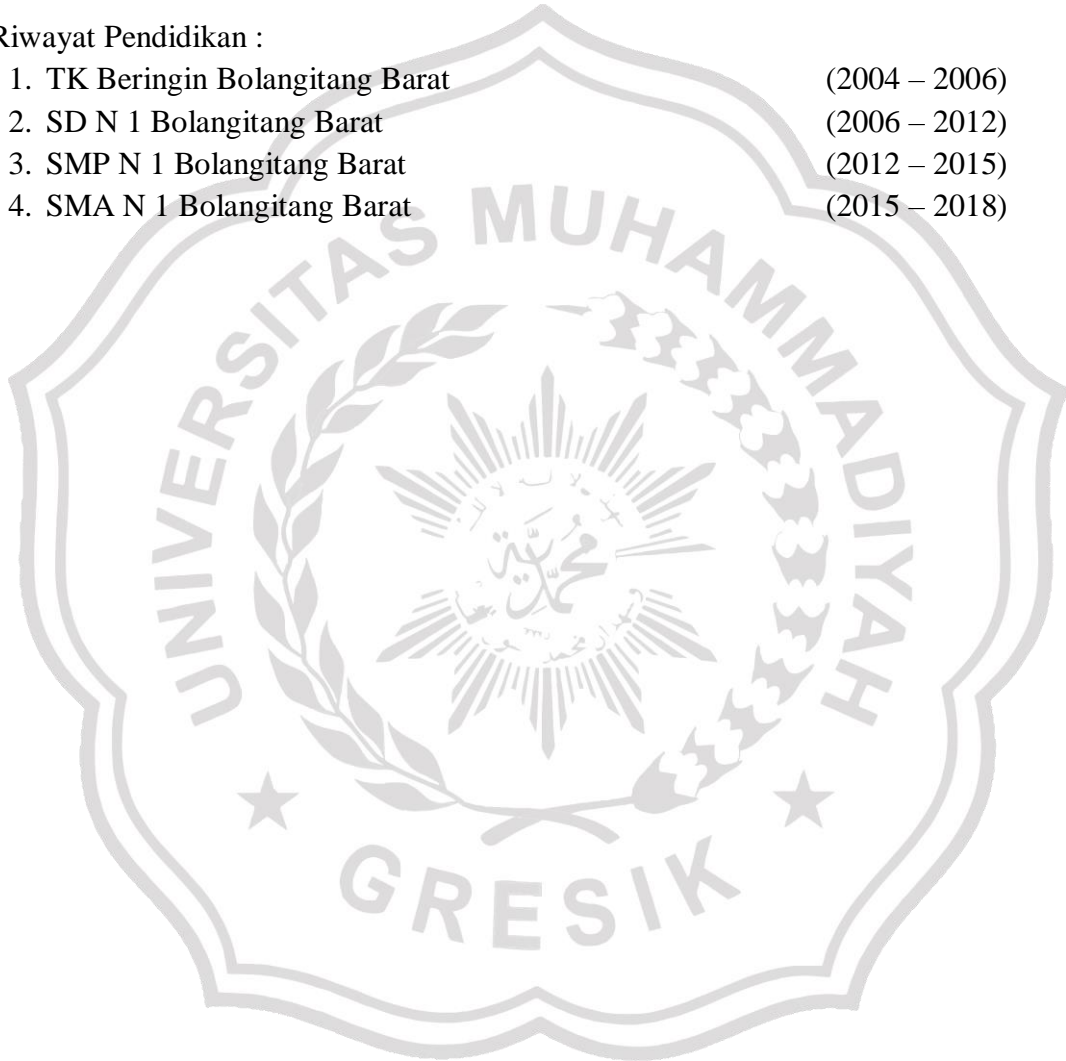 Riwayat Pendidikan :
1. TK Beringin Bolangitang Barat (2004 – 2006)
2. SD N 1 Bolangitang Barat (2006 – 2012)
3. SMP N 1 Bolangitang Barat (2012 – 2015)
4. SMA N 1 Bolangitang Barat (2015 – 2018)
UNIVERSITAS MUHAMMADIYAH
محمدية
GRESIK